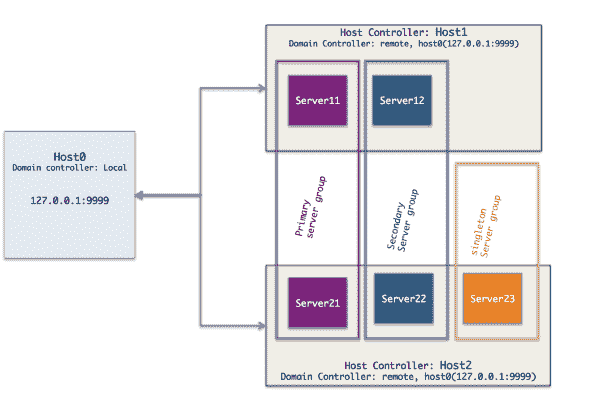 Host Controller: Host1
Domain Controller: remote, host0(127.0.0.1:9999)
Server11
Server12
Host0
Domain controller: Local
127.0.0.1:9999
Primary
server group
Secondary
Server group
singleton
Server group
Server21
Server22
Server23
Host Controller: Host2
Domain Controller: remote, host0(127.0.0.1:9999)